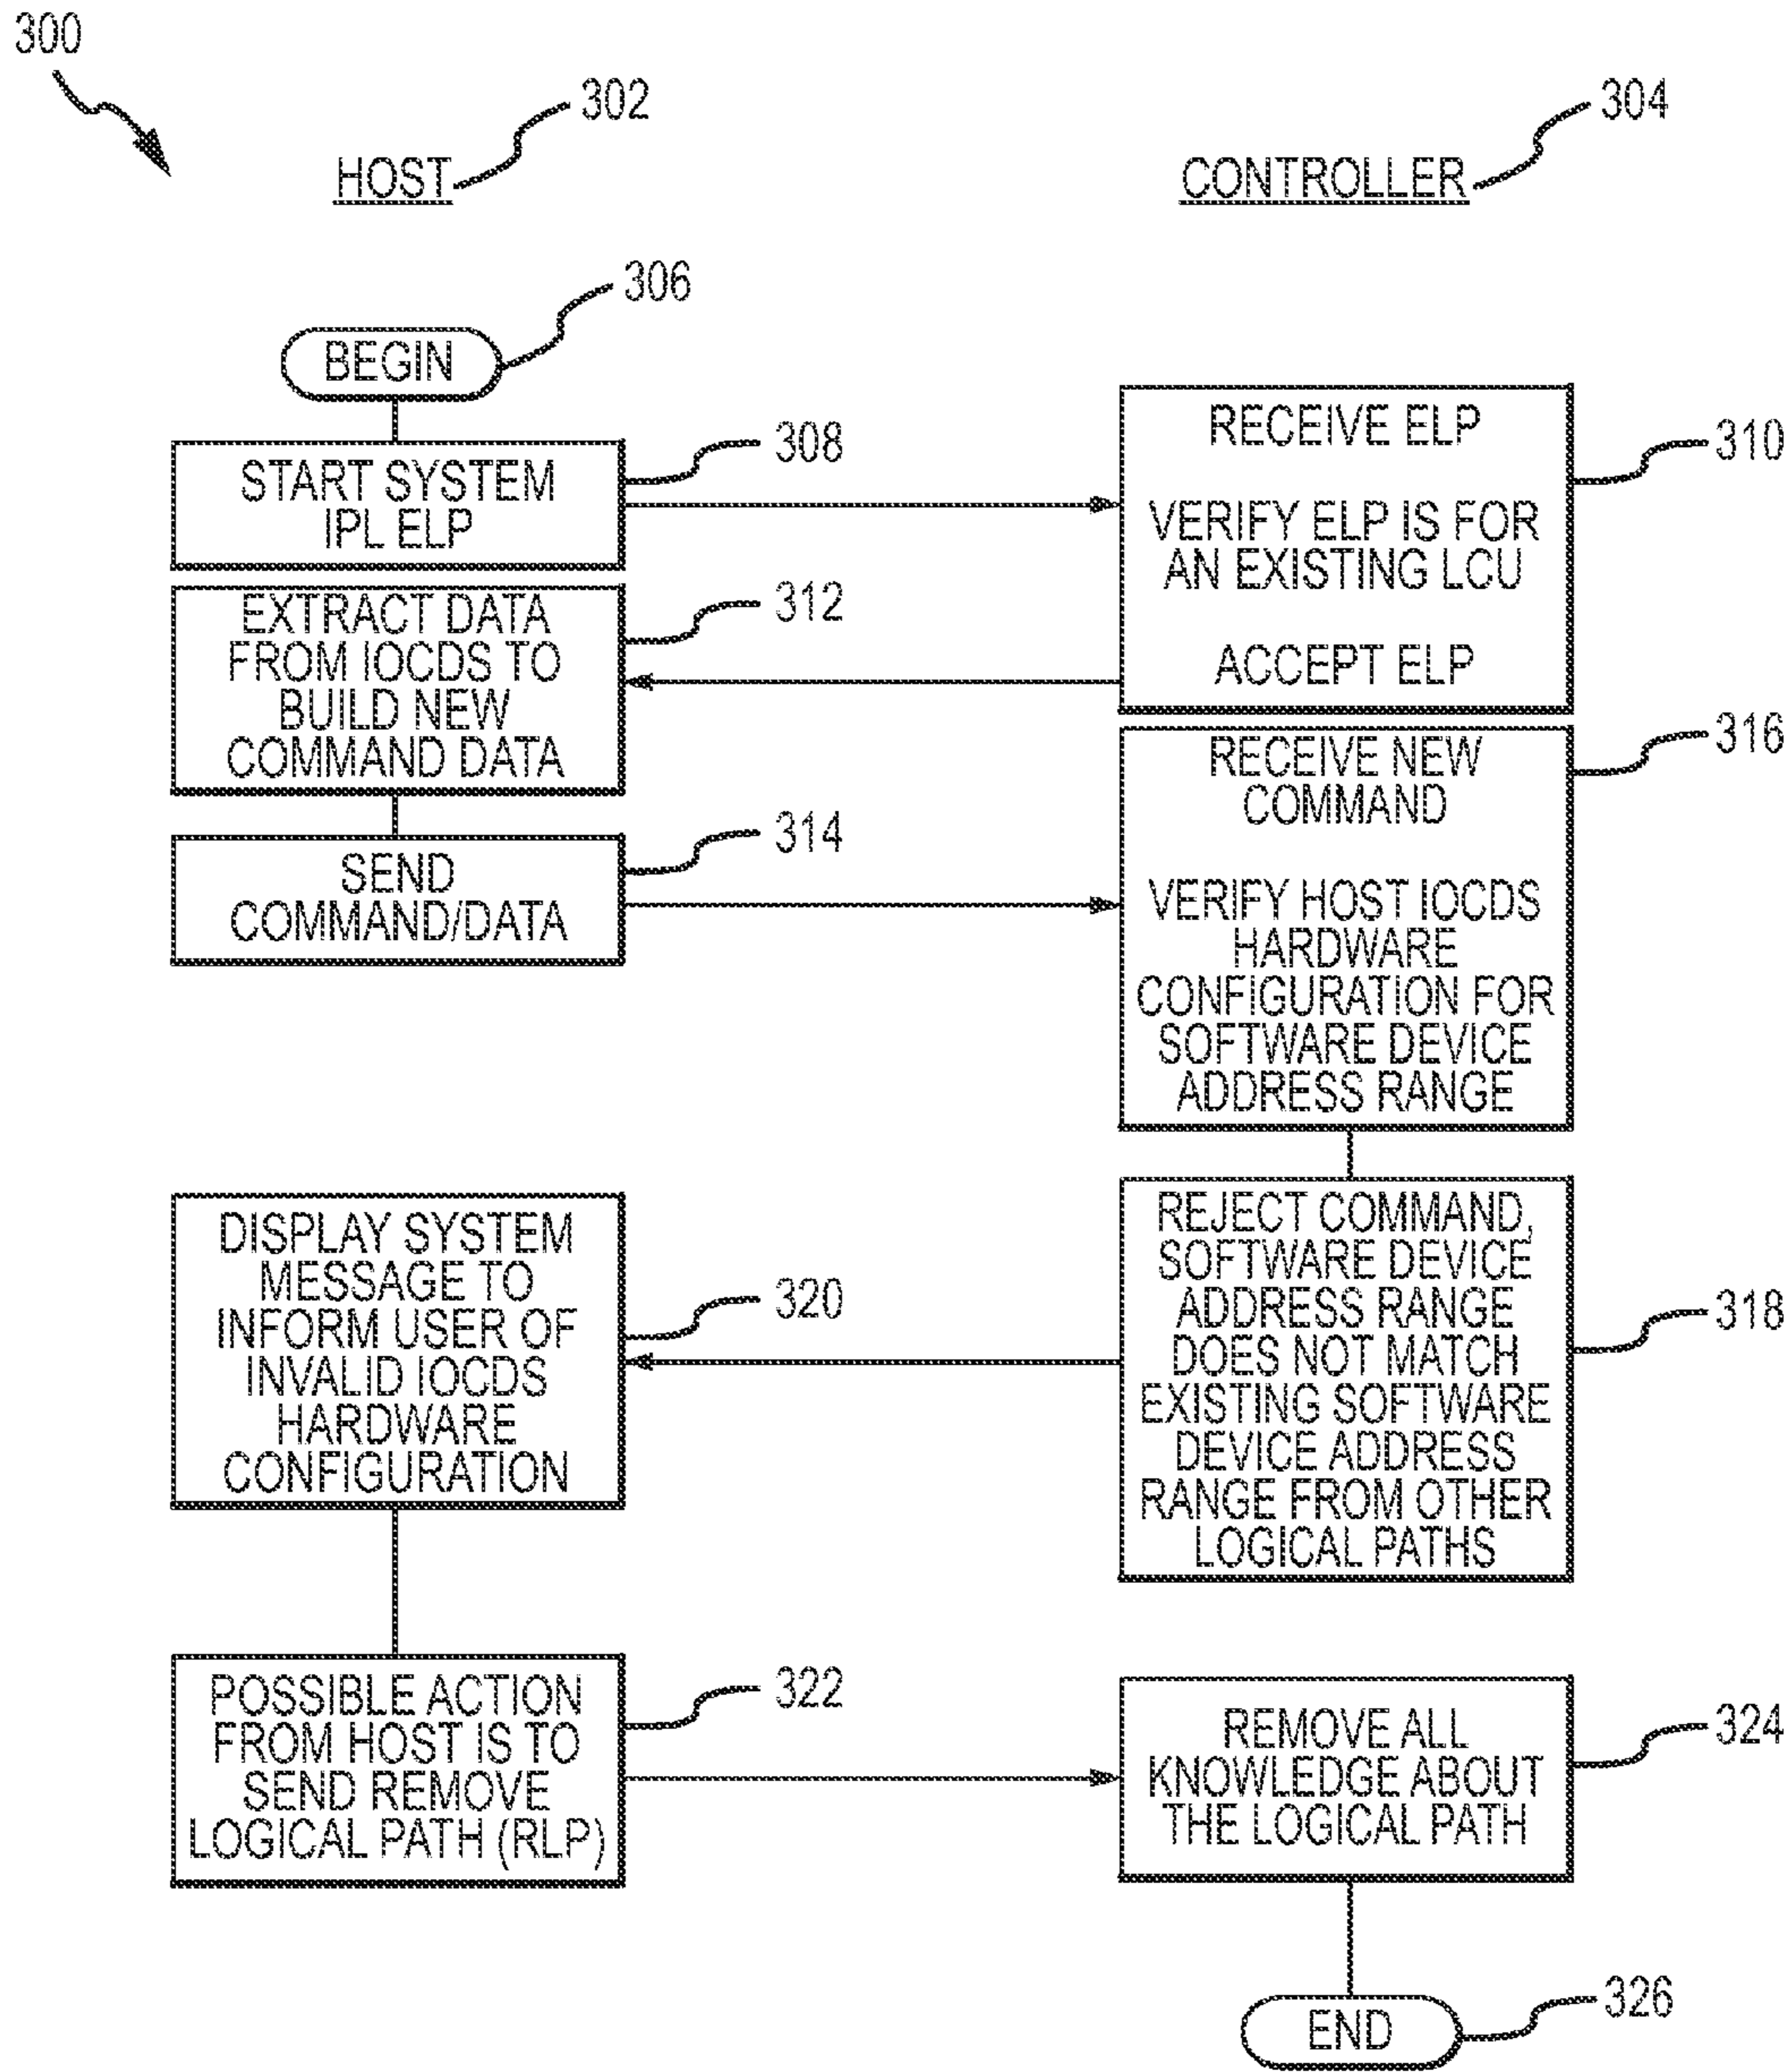 300
302
HOST
304
CONTROLLER
306
BEGIN
308
START SYSTEM
IPL ELP
310
RECEIVE ELP
VERIFY ELP IS FOR
AN EXISTING LCU
ACCEPT ELP
312
EXTRACT DATA
FROM IOCDS TO
BUILD NEW
COMMAND DATA
314
SEND
COMMAND/DATA
316
RECEIVE NEW
COMMAND
VERIFY HOST IOCDS
HARDWARE
CONFIGURATION FOR
SOFTWARE DEVICE
ADDRESS RANGE
318
REJECT COMMAND,
SOFTWARE DEVICE
ADDRESS RANGE
DOES NOT MATCH
EXISTING SOFTWARE
DEVICE ADDRESS
RANGE FROM OTHER
LOGICAL PATHS
320
DISPLAY SYSTEM
MESSAGE TO
INFORM USER OF
INVALID IOCDS
HARDWARE
CONFIGURATION
322
POSSIBLE ACTION
FROM HOST IS TO
SEND REMOVE
LOGICAL PATH (RLP)
324
REMOVE ALL
KNOWLEDGE ABOUT
THE LOGICAL PATH
326
END